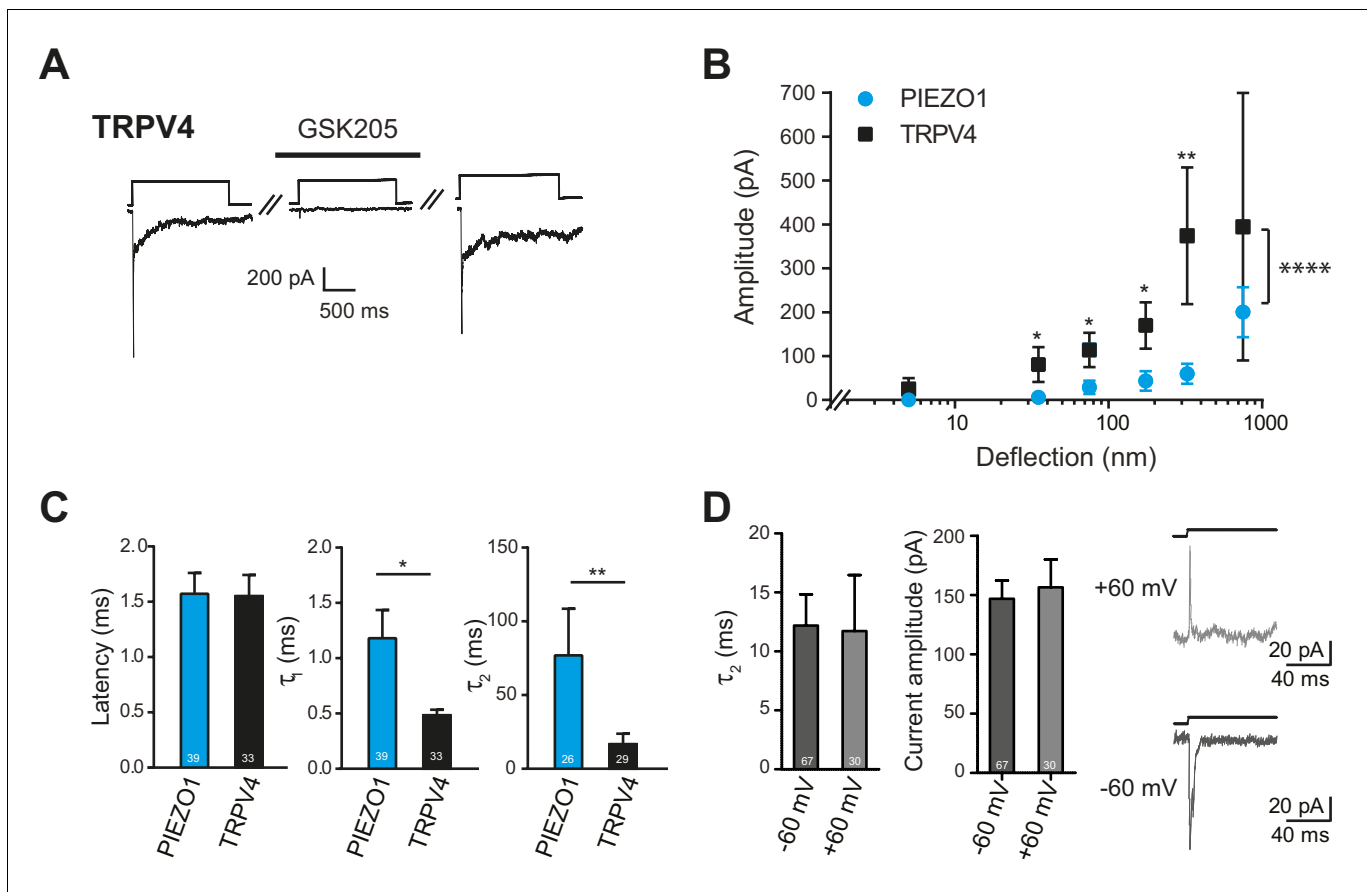 A
TRPV4
GSK205
200 pA
500 ms
B
PIEZO1
TRPV4
Amplitude (pA)
700
600
500
400
300
200
100
0
*
*
*
**
****
10
100
1000
Deflection (nm)
C
Latency (ms)
2.0
1.5
1.0
0.5
0.0
39
33
PIEZO1
TRPV4
τ1 (ms)
2.0
1.5
1.0
0.5
0.0
*
39
33
PIEZO1
TRPV4
τ2 (ms)
150
100
50
0
**
26
29
PIEZO1
TRPV4
D
τ2 (ms)
20
15
10
5
0
67
30
-60 mV
+60 mV
Current amplitude (pA)
200
150
100
50
0
67
30
-60 mV
+60 mV
+60 mV
20 pA
40 ms
-60 mV
20 pA
40 ms